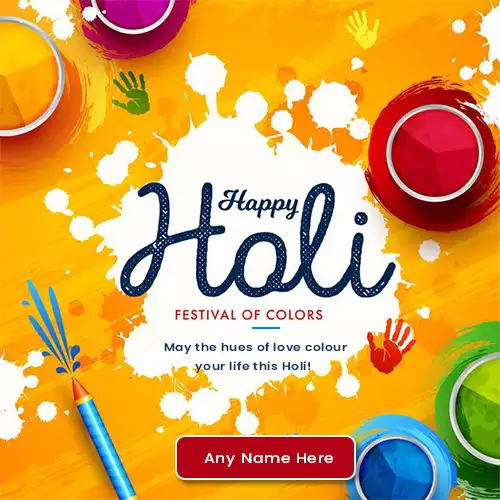 Happy
Holi
FESTIVAL OF COLORS
May the hues of love colour
your life this Holi!
Any Name Here